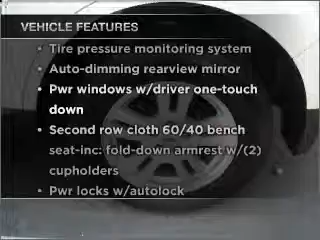 VEHICLE FEATURES
• Tire pressure monitoring system
• Auto-dimming rearview mirror
• Pwr windows w/driver one-touch
down
• Second row cloth 60/40 bench
seat-inc: fold-down armrest w/(2)
cupholders
• Pwr locks w/autolock